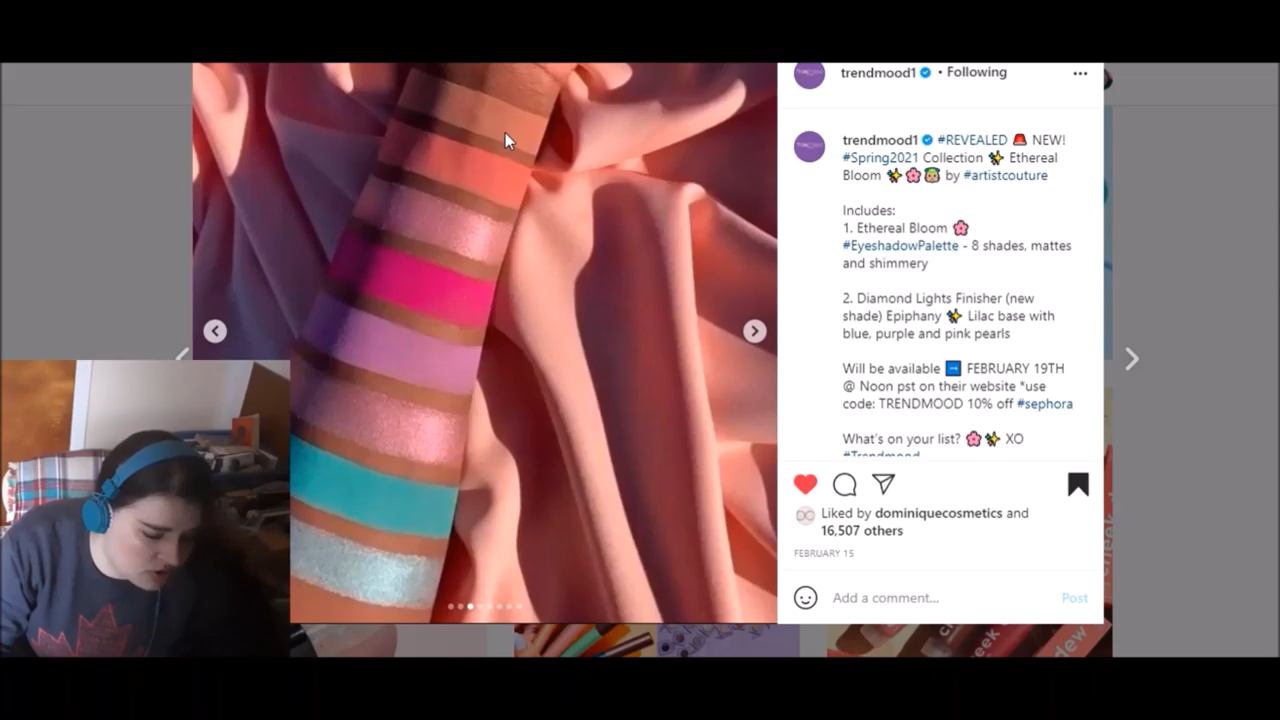 trendmood1 • Following
trendmood1 #REVEALED 🚨 NEW!
#Spring2021 Collection ✨ Ethereal
Bloom ✨🌸👸 by #artistcouture
Includes:
1. Ethereal Bloom 🌸
#EyeshadowPalette - 8 shades, mattes
and shimmery
2. Diamond Lights Finisher (new
shade) Epiphany ✨ Lilac base with
blue, purple and pink pearls
Will be available ➡️ FEBRUARY 19TH
@ Noon pst on their website *use
code: TRENDMOOD 10% off #sephora
What's on your list? 🌸✨ XO
#Trendmood
Liked by dominiquecosmetics and
16,507 others
FEBRUARY 15
Add a comment... Post
cheek
dew